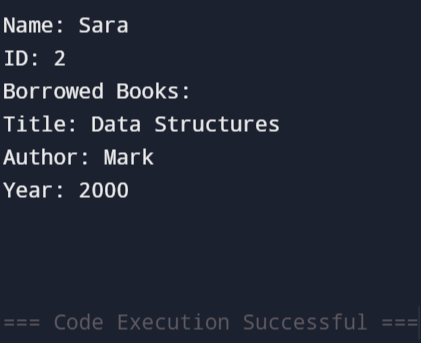 Name: Sara
ID: 2
Borrowed Books:
Title: Data Structures
Author: Mark
Year: 2000
=== Code Execution Successful ===